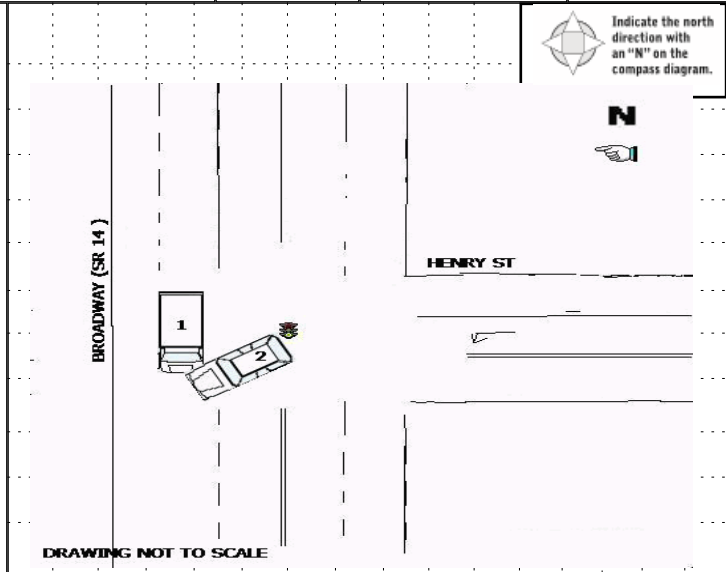 Indicate the north
direction with
an “N” on the
compass diagram.
N
HENRY ST
BROADWAY (SR 14 )
1
2
DRAWING NOT TO SCALE